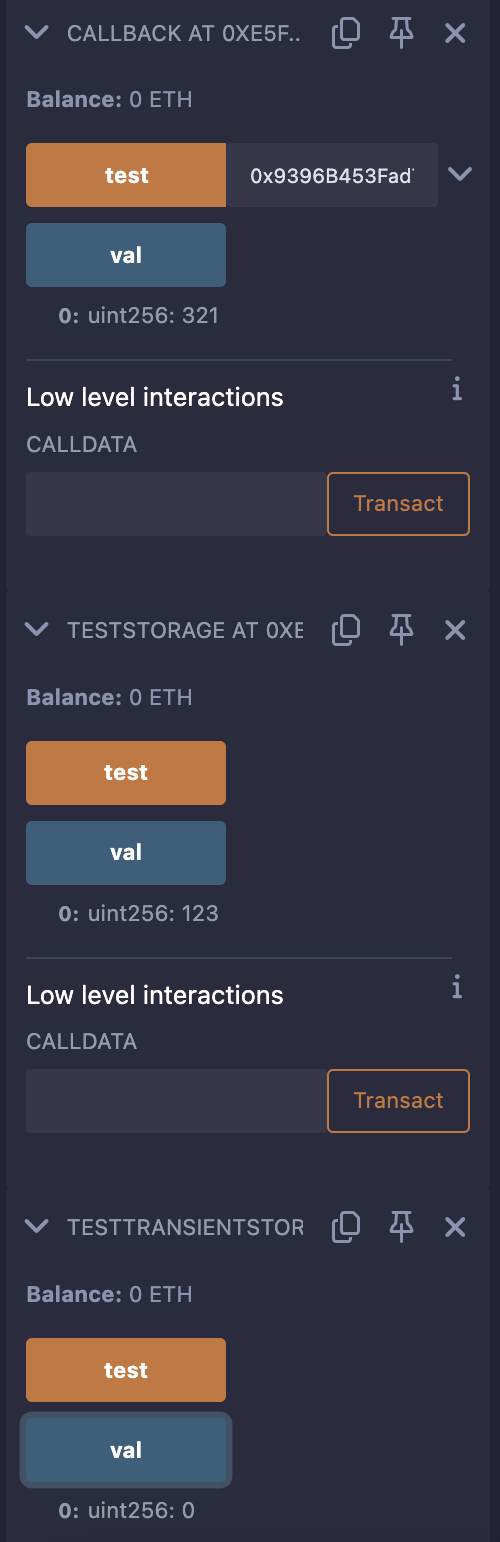 CALLBACK AT 0XE5F..
Balance: 0 ETH
test 0x9396B453Fad
val
0: uint256: 321
Low level interactions
i
CALLDATA
Transact
TESTSTORAGE AT 0XE
Balance: 0 ETH
test
val
0: uint256: 123
Low level interactions
i
CALLDATA
Transact
TESTTRANSIENTSTOR
Balance: 0 ETH
test
val
0: uint256: 0